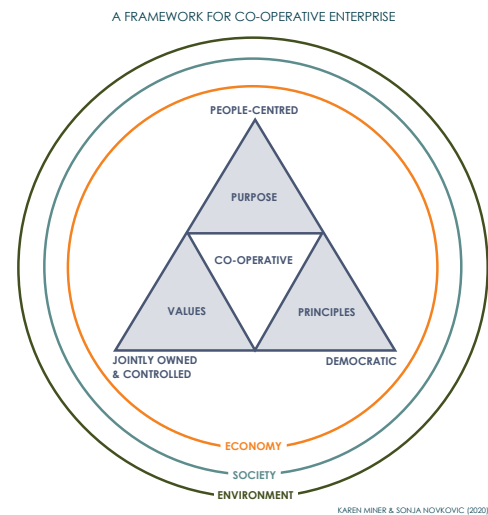 A FRAMEWORK FOR CO-OPERATIVE ENTERPRISE
PEOPLE-CENTRED
PURPOSE
CO-OPERATIVE
VALUES
PRINCIPLES
JOINTLY OWNED
& CONTROLLED
DEMOCRATIC
ECONOMY
SOCIETY
ENVIRONMENT
KAREN MINER & SONJA NOVKOVIC (2020)